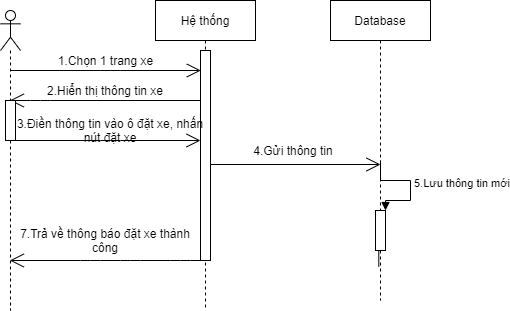 Hệ thống
Database
1.Chọn 1 trang xe
2.Hiển thị thông tin xe
3.Điền thông tin vào ô đặt xe, nhấn
nút đặt xe
4.Gửi thông tin
5.Lưu thông tin mới
7.Trả về thông báo đặt xe thành
công